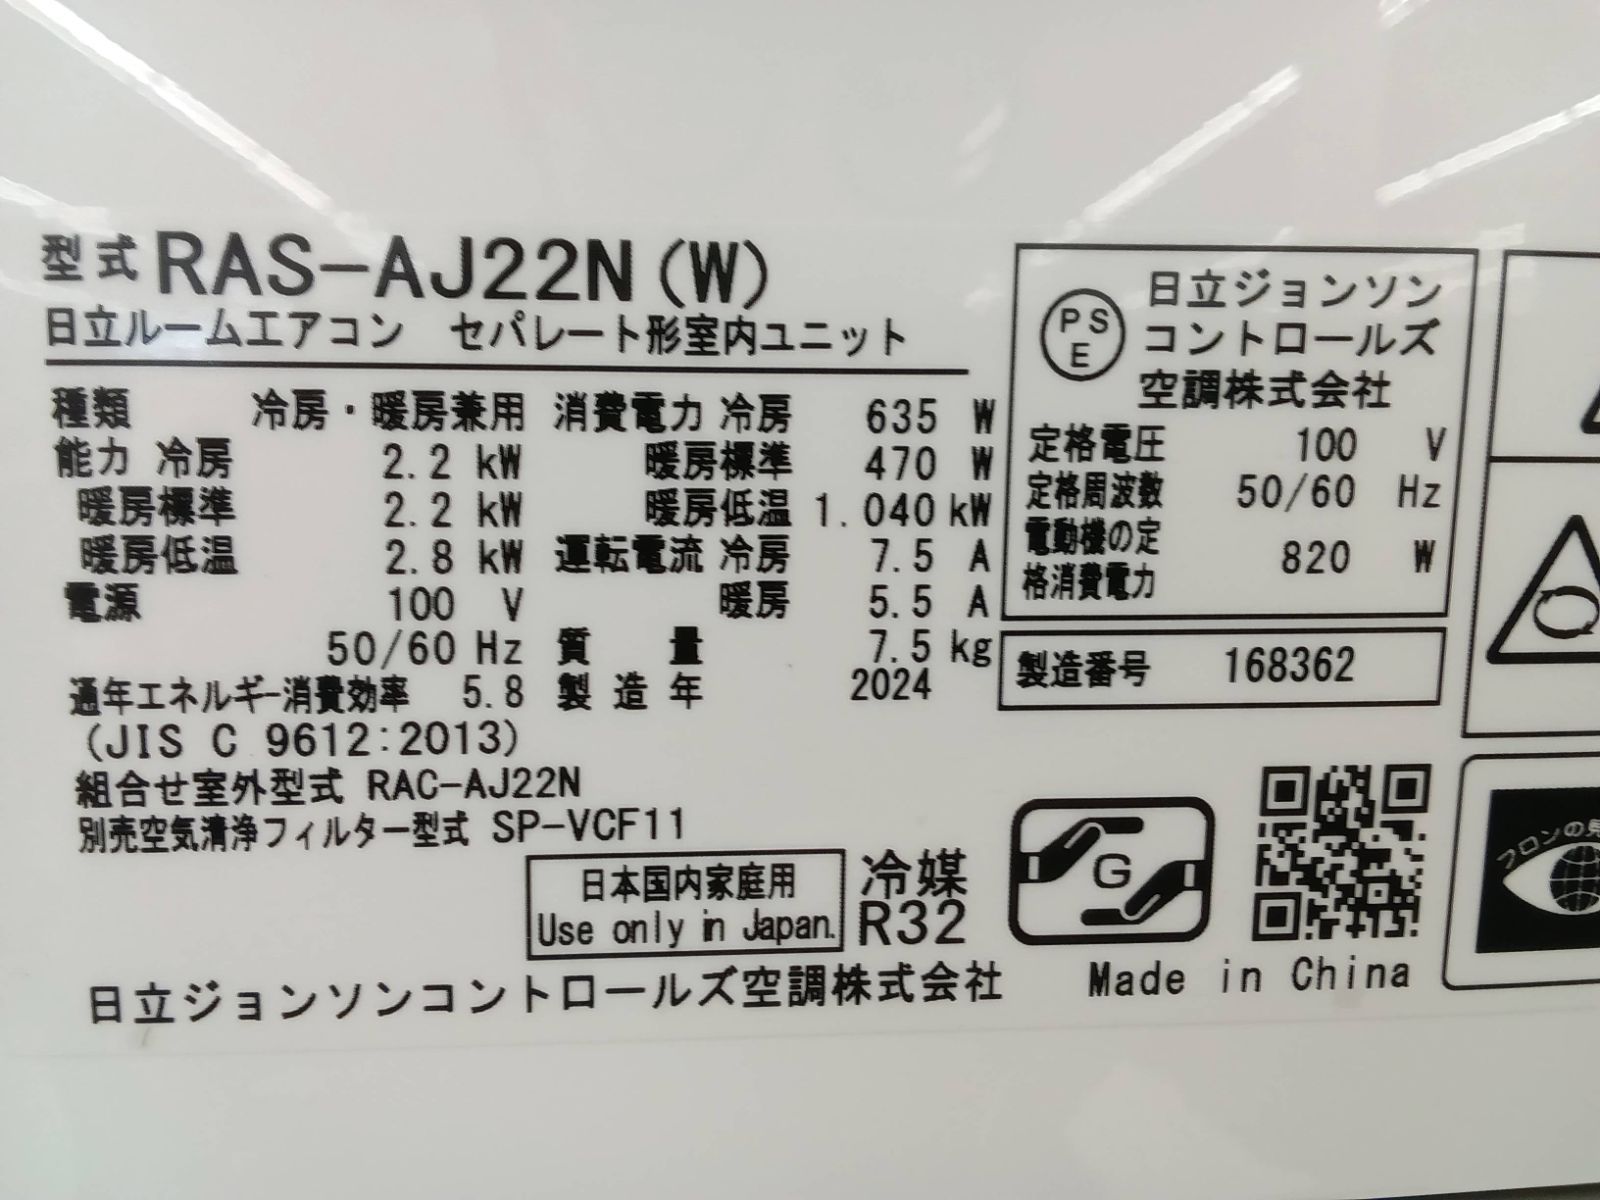 型式 RAS-AJ22N(W)
日立ルームエアコン セパレート形室内ユニット
種類 冷房・暖房兼用
能力 冷房 2.2 kW
暖房標準 2.2 kW
暖房低温 2.8 kW
電源 100 V
50/60 Hz
通年エネルギー消費効率 5.8
(JIS C 9612:2013)
消費電力 冷房 635 W
暖房標準 470 W
暖房低温 1.040 kW
運転電流 冷房 7.5 A
暖房 5.5 A
質量 7.5 kg
製造年 2024
組合せ室外型式 RAC-AJ22N
別売空気清浄フィルター型式 SP-VCF11
日本国内家庭用
Use only in Japan.
冷媒
R32
日立ジョンソンコントロールズ空調株式会社
PS
E
日立ジョンソン
コントロールズ
空調株式会社
定格電圧 100 V
定格周波数 50/60 Hz
電動機の定
格消費電力 820 W
製造番号 168362
G
Made in China
フロンの見